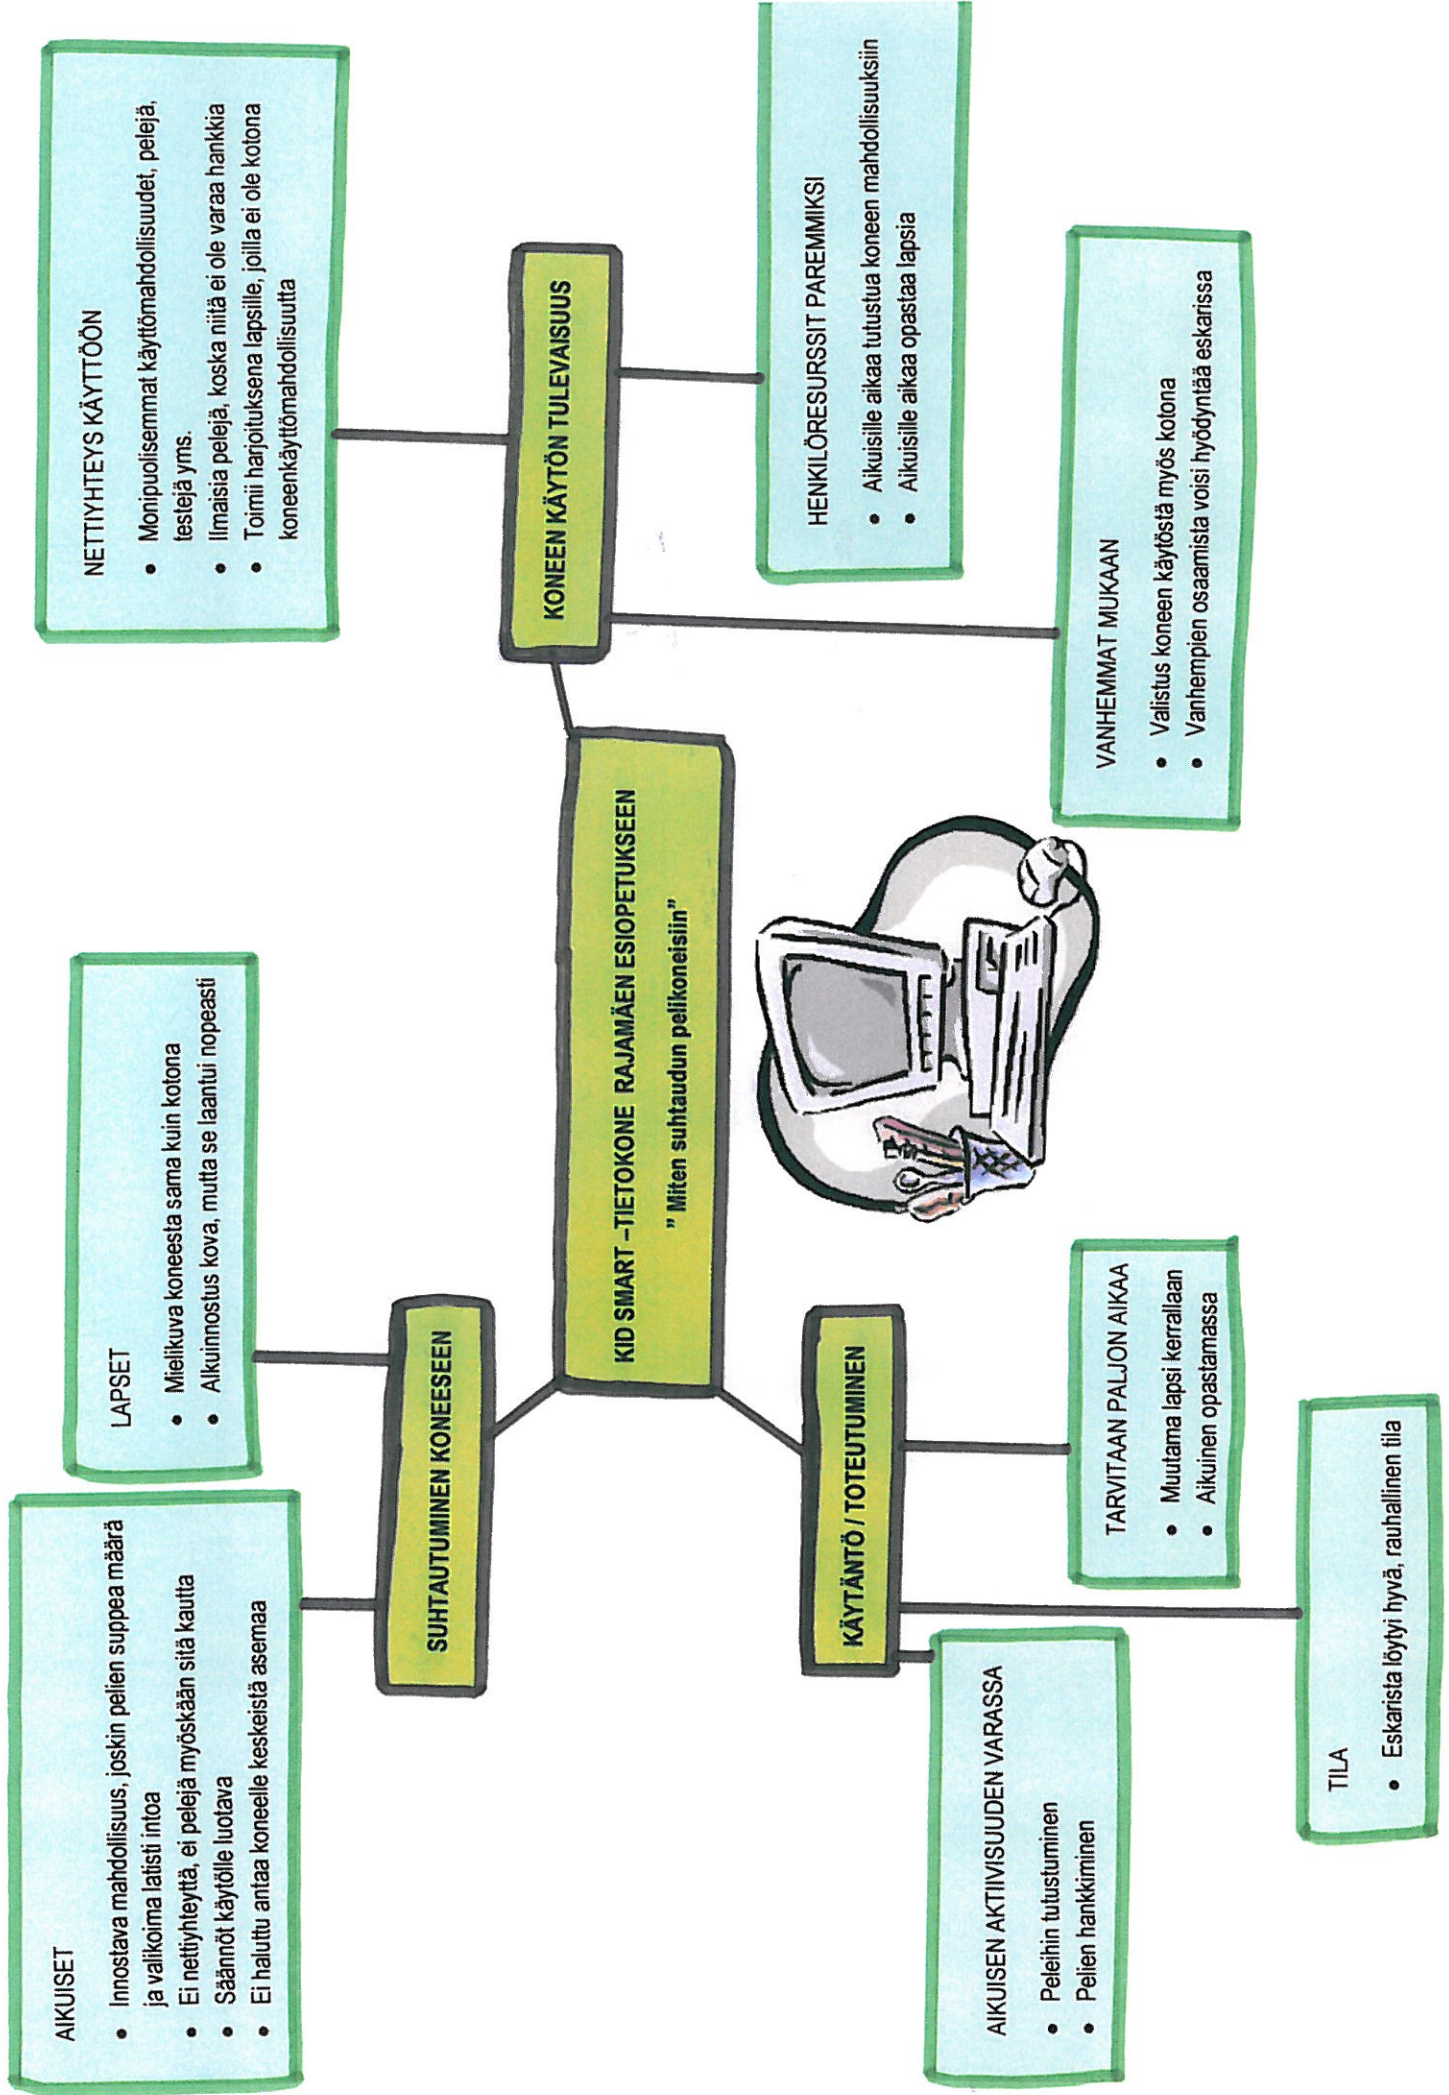 AIKUISET
• Innostava mahdollisuus, joskin pelien suppea määrä
ja valikoima latisti intoa
• Ei nettiyhteyttä, ei pelejä myöskään sitä kautta
• Säännöt käytölle luotava
• Ei haluttu antaa koneelle keskeistä asemaa
LAPSET
• Mielikuva koneesta sama kuin kotona
• Alkuinnostus kova, mutta se laantui nopeasti
NETTIYHTEYS KÄYTTÖÖN
• Monipuolisemmat käyttömahdollisuudet, pelejä,
testejä yms.
• Ilmaisia pelejä, koska niitä ei ole varaa hankkia
• Toimii harjoituksena lapsille, joilla ei ole kotona
koneenkäyttömahdollisuutta
SUHTAUTUMINEN KONEESEEN
KONEEN KÄYTÖN TULEVAISUUS
KID SMART –TIETOKONE RAJAMÄEN ESIOPETUKSEEN
” Miten suhtaudun pelikoneisiin”
KÄYTÄNTÖ / TOTEUTUMINEN
HENKILÖRESURSSIT PAREMMIKSI
• Aikuisille aikaa tutustua koneen mahdollisuuksiin
• Aikuisille aikaa opastaa lapsia
AIKUISEN AKTIIVISUUDEN VARASSA
• Peleihin tutustuminen
• Pelien hankkiminen
TARVITAAN PALJON AIKAA
• Muutama lapsi kerrallaan
• Aikuinen opastamassa
VANHEMMAT MUKAAN
• Valistus koneen käytöstä myös kotona
• Vanhempien osaamista voisi hyödyntää eskarissa
TILA
• Eskarista löytyi hyvä, rauhallinen tila